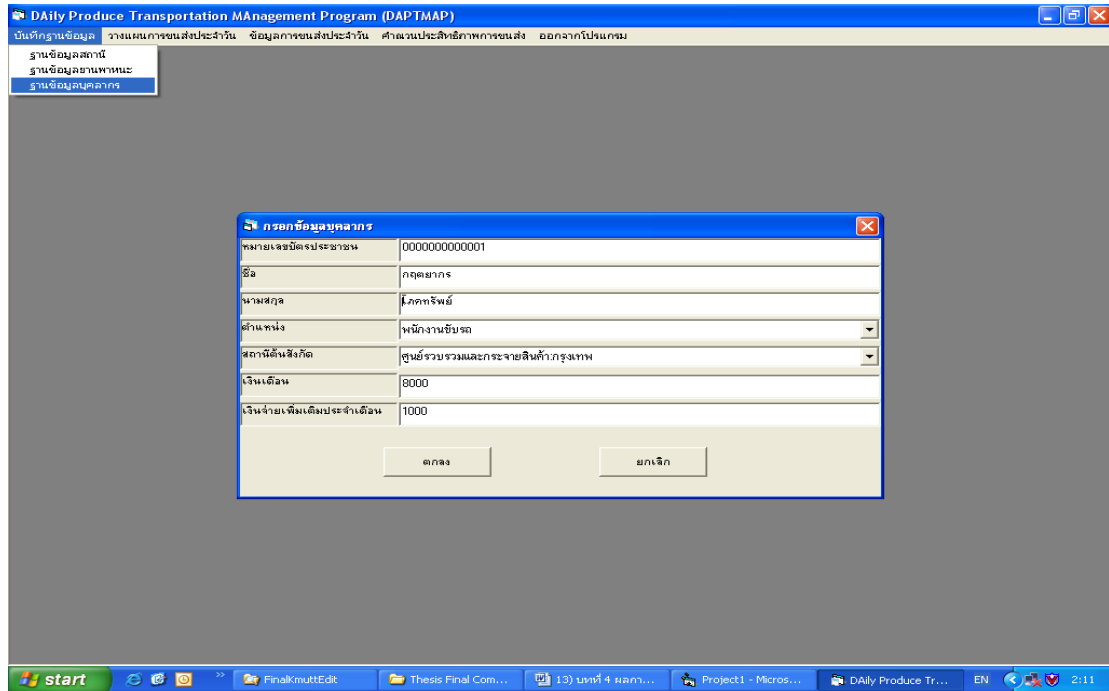 DAily Produce Transportation MAnagement Program (DAPTMAP)
บันทึกฐานข้อมูล วางแผนการขนส่งประจำวัน ข้อมูลการขนส่งประจำวัน คำนวนประสิทธิภาพการขนส่ง ออกจากโปรแกรม
ฐานข้อมูลสถานี
ฐานข้อมูลยานพาหนะ
ฐานข้อมูลบุคลากร
กรอกข้อมูลบุคลากร
หมายเลขบัตรประชาชน 0000000000001
ชื่อ กฤตยากร
นามสกุล โภคทรัพย์
ตำแหน่ง พนักงานขับรถ
สถานีต้นสังกัด ศูนย์รวบรวมและกระจายสินค้า:กรุงเทพ
เงินเดือน 8000
เงินจ่ายเพิ่มเติมประจำเดือน 1000
ตกลง ยกเลิก
start » FinalKmuttEdit Thesis Final Com... 13) บทที่ 4 ผลกา... Project1 - Micros... DAily Produce Tr... EN 2:11